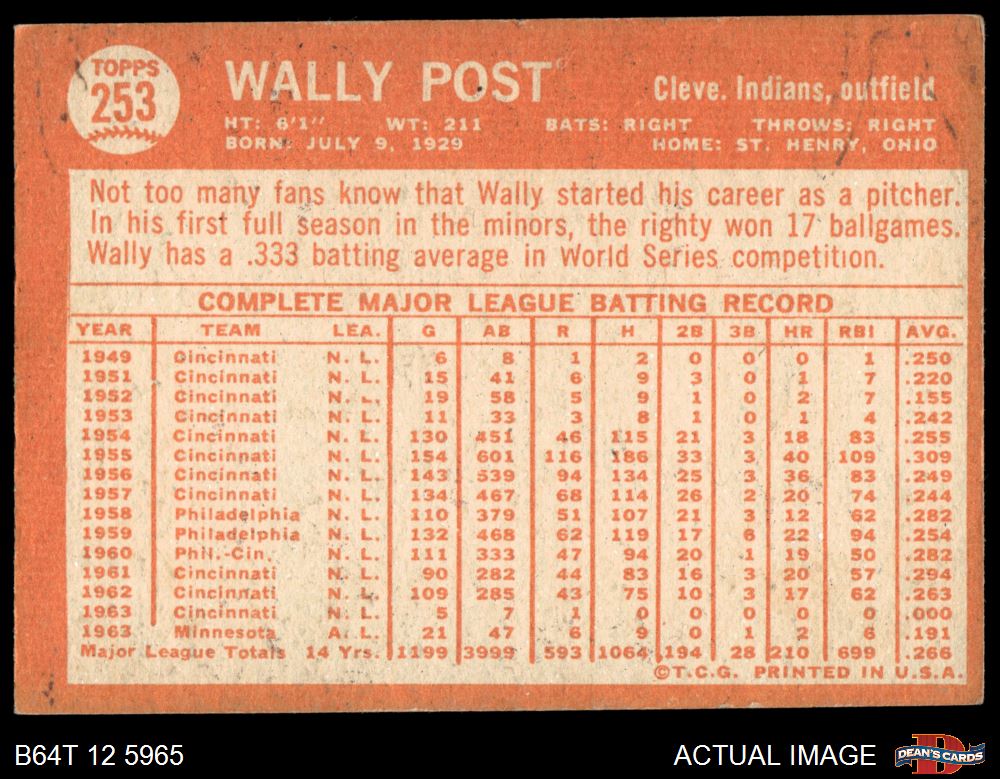 TOPPS
253
WALLY POST
Cleve. Indians, outfield
HT: 6'1" WT: 211 BATS: RIGHT THROWS: RIGHT
BORN: JULY 9, 1929 HOME: ST. HENRY, OHIO
Not too many fans know that Wally started his career as a pitcher.
In his first full season in the minors, the righty won 17 ballgames.
Wally has a .333 batting average in World Series competition.
COMPLETE MAJOR LEAGUE BATTING RECORD
YEAR TEAM LEA. G AB R H 2B 3B HR RBI AVG.
1949 Cincinnati N. L. 6 8 1 2 0 0 0 1 .250
1951 Cincinnati N. L. 15 41 6 9 3 0 1 7 .220
1952 Cincinnati N. L. 19 58 5 9 1 0 2 7 .155
1953 Cincinnati N. L. 11 33 3 8 1 0 1 4 .242
1954 Cincinnati N. L. 130 451 46 115 21 3 18 83 .255
1955 Cincinnati N. L. 154 601 116 186 33 3 40 109 .309
1956 Cincinnati N. L. 143 539 94 134 25 3 36 83 .249
1957 Cincinnati N. L. 134 467 68 114 26 2 20 74 .244
1958 Philadelphia N. L. 110 379 51 107 21 3 12 62 .282
1959 Philadelphia N. L. 132 468 62 119 17 6 22 94 .254
1960 Phil.-Cin. N. L. 111 333 47 94 20 1 19 50 .282
1961 Cincinnati N. L. 90 282 44 83 16 3 20 57 .294
1962 Cincinnati N. L. 109 285 43 75 10 3 17 62 .263
1963 Cincinnati N. L. 5 7 1 0 0 0 0 0 .000
1963 Minnesota A. L. 21 47 6 9 0 1 2 6 .191
Major League Totals 14 Yrs. 1199 3999 593 1064 194 28 210 699 .266
©T.C.G. PRINTED IN U.S.A.
B64T 12 5965
ACTUAL IMAGE
DEAN'S CARDS